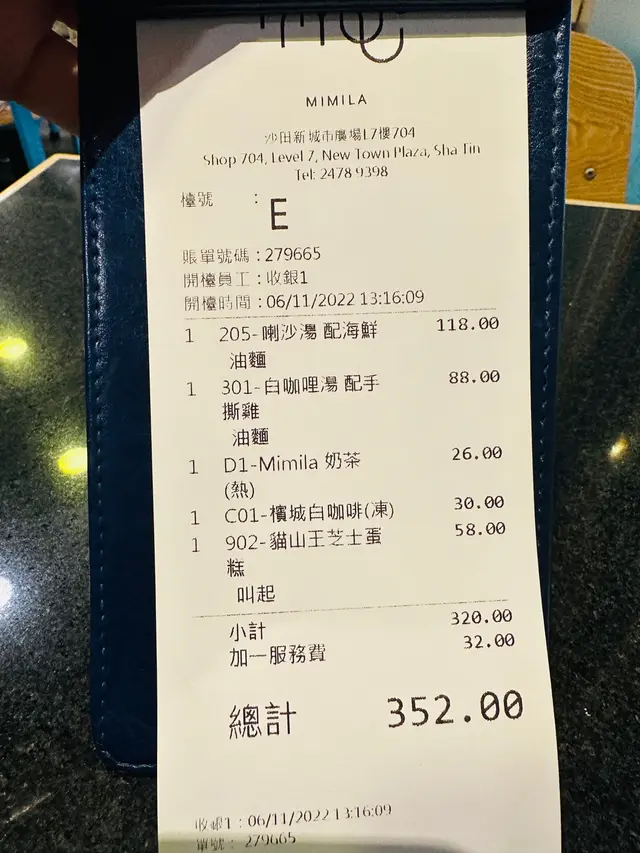 MIMILA
沙田新城市廣場L7樓704
Shop 704, Level 7, New Town Plaza, Sha Tin
Tel: 2478 9398
檯號 :
E
賬單號碼 : 279665
開檯員工 : 收銀1
開檯時間 : 06/11/2022 13:16:09
1 205-喇沙湯 配海鮮 118.00
油麵
1 301-白咖哩湯 配手 88.00
撕雞
油麵
1 D1-Mimila 奶茶 26.00
(熱)
1 C01-檳城白咖啡(凍) 30.00
1 902-貓山王芝士蛋 58.00
糕
叫起
小計 320.00
加一服務費 32.00
總計 352.00
收銀1 : 06/11/2022 13:16:09
單號 : 279665